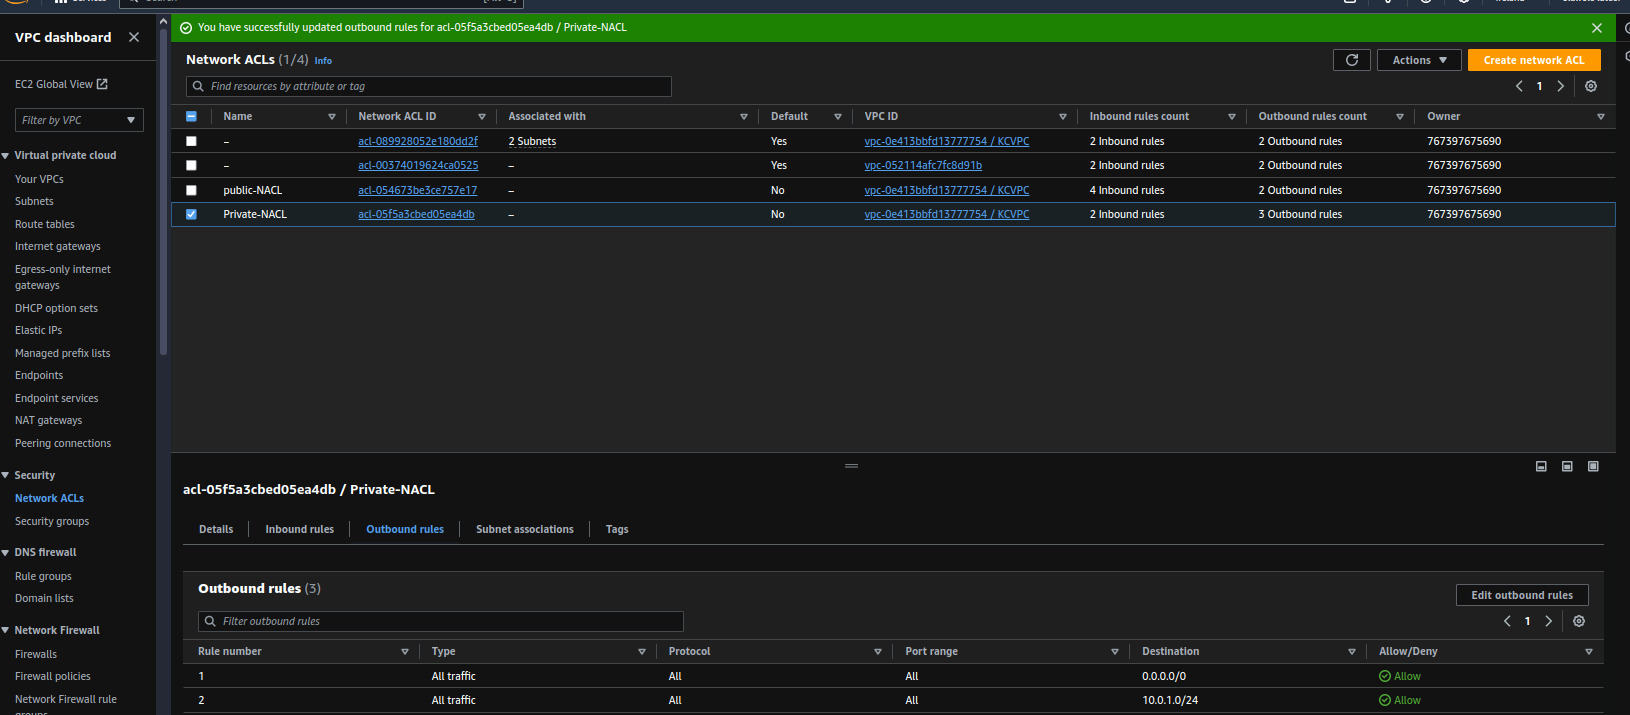 You have successfully updated outbound rules for acl-05f5a3cbed05ea4db / Private-NACL
VPC dashboard
EC2 Global View
Filter by VPC
Virtual private cloud
Your VPCs
Subnets
Route tables
Internet gateways
Egress-only internet
gateways
DHCP option sets
Elastic IPs
Managed prefix lists
Endpoints
Endpoint services
NAT gateways
Peering connections
Security
Network ACLs
Security groups
DNS firewall
Rule groups
Domain lists
Network Firewall
Firewalls
Firewall policies
Network Firewall rule
groups
Network ACLs (1/4) Info
Actions
Create network ACL
Find resources by attribute or tag
1
Name Network ACL ID Associated with Default VPC ID Inbound rules count Outbound rules count Owner
– acl-089928052e180dd2f 2 Subnets Yes vpc-0e413bbfd13777754 / KCVPC 2 Inbound rules 2 Outbound rules 767397675690
– acl-00374019624ca0525 – Yes vpc-052114afc7fc8d91b 2 Inbound rules 2 Outbound rules 767397675690
public-NACL acl-054673be3ce757e17 – No vpc-0e413bbfd13777754 / KCVPC 4 Inbound rules 2 Outbound rules 767397675690
Private-NACL acl-05f5a3cbed05ea4db – No vpc-0e413bbfd13777754 / KCVPC 2 Inbound rules 3 Outbound rules 767397675690
acl-05f5a3cbed05ea4db / Private-NACL
Details Inbound rules Outbound rules Subnet associations Tags
Outbound rules (3)
Edit outbound rules
Filter outbound rules
1
Rule number Type Protocol Port range Destination Allow/Deny
1 All traffic All All 0.0.0.0/0 Allow
2 All traffic All All 10.0.1.0/24 Allow